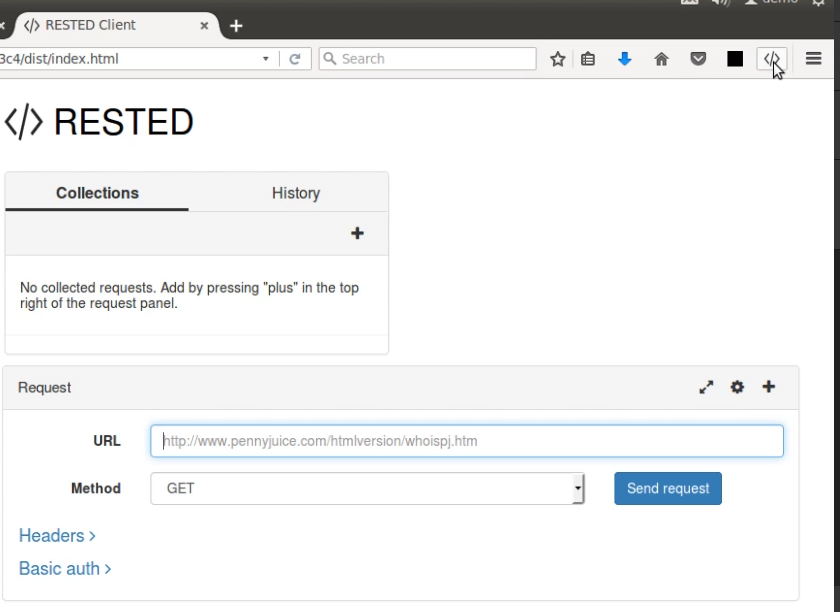 demo
</> RESTED Client × +
3c4/dist/index.html Search
</> RESTED
Collections History
No collected requests. Add by pressing "plus" in the top
right of the request panel.
Request
URL http://www.pennyjuice.com/htmlversion/whoispj.htm
Method GET Send request
Headers >
Basic auth >